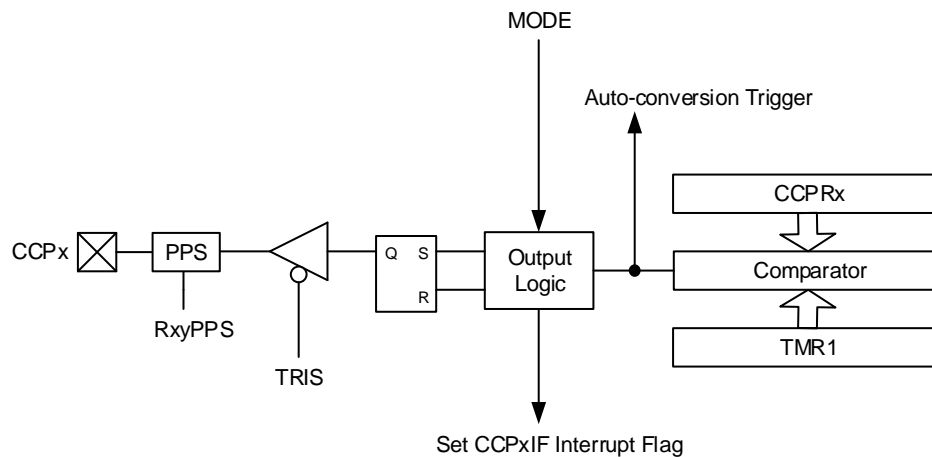 MODE
Auto-conversion Trigger
CCPRx
CCPx
PPS
Q
S
R
Output
Logic
Comparator
RxyPPS
TRIS
TMR1
Set CCPxIF Interrupt Flag